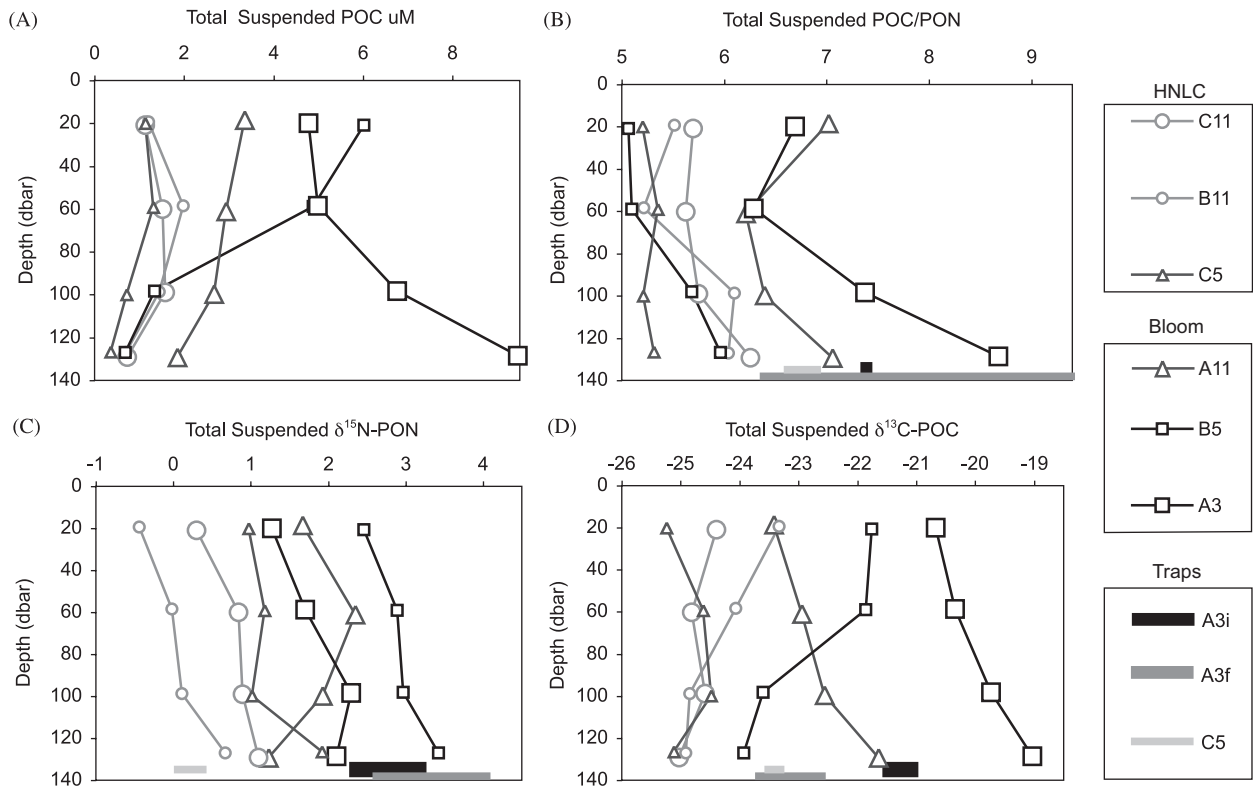 (A)
Total Suspended POC uM
0 2 4 6 8
0
20
40
60
80
100
120
140
Depth (dbar)
(B)
Total Suspended POC/PON
5 6 7 8 9
0
20
40
60
80
100
120
140
Depth (dbar)
HNLC
C11
B11
C5
Bloom
A11
B5
A3
Traps
A3i
A3f
C5
(C)
Total Suspended δ¹⁵N-PON
-1 0 1 2 3 4
0
20
40
60
80
100
120
140
Depth (dbar)
(D)
Total Suspended δ¹³C-POC
-26 -25 -24 -23 -22 -21 -20 -19
0
20
40
60
80
100
120
140
Depth (dbar)